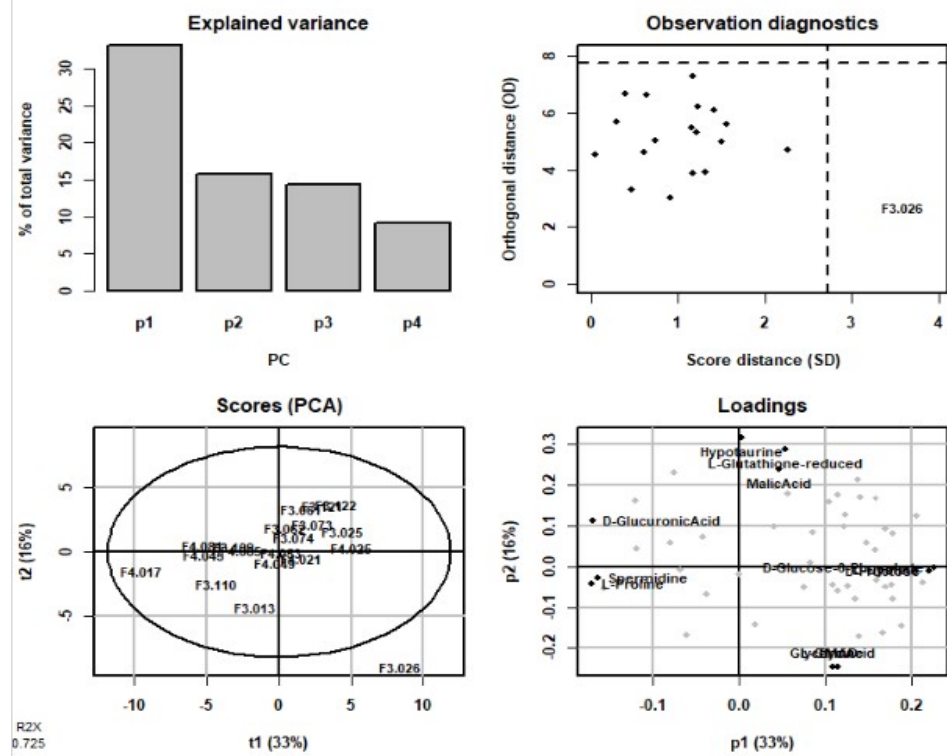 Explained variance
% of total variance
30
25
20
15
10
5
0
p1 p2 p3 p4
PC
Observation diagnostics
Orthogonal distance (OD)
8
6
4
2
0
F3.026
0 1 2 3 4
Score distance (SD)
Scores (PCA)
t2 (16%)
5
0
-5
F3.122
F3.061
F3.073
F3.062
F3.025
F3.074
F4.025
F4.017
F3.110
F3.013
F3.026
-10 -5 0 5 10
t1 (33%)
R2X
0.725
Loadings
p2 (16%)
0.3
0.2
0.1
0.0
-0.1
-0.2
Hypotaurine
L-Glutathione-reduced
MalicAcid
D-GlucuronicAcid
Spermidine
L-Proline
-0.1 0.0 0.1 0.2
p1 (33%)